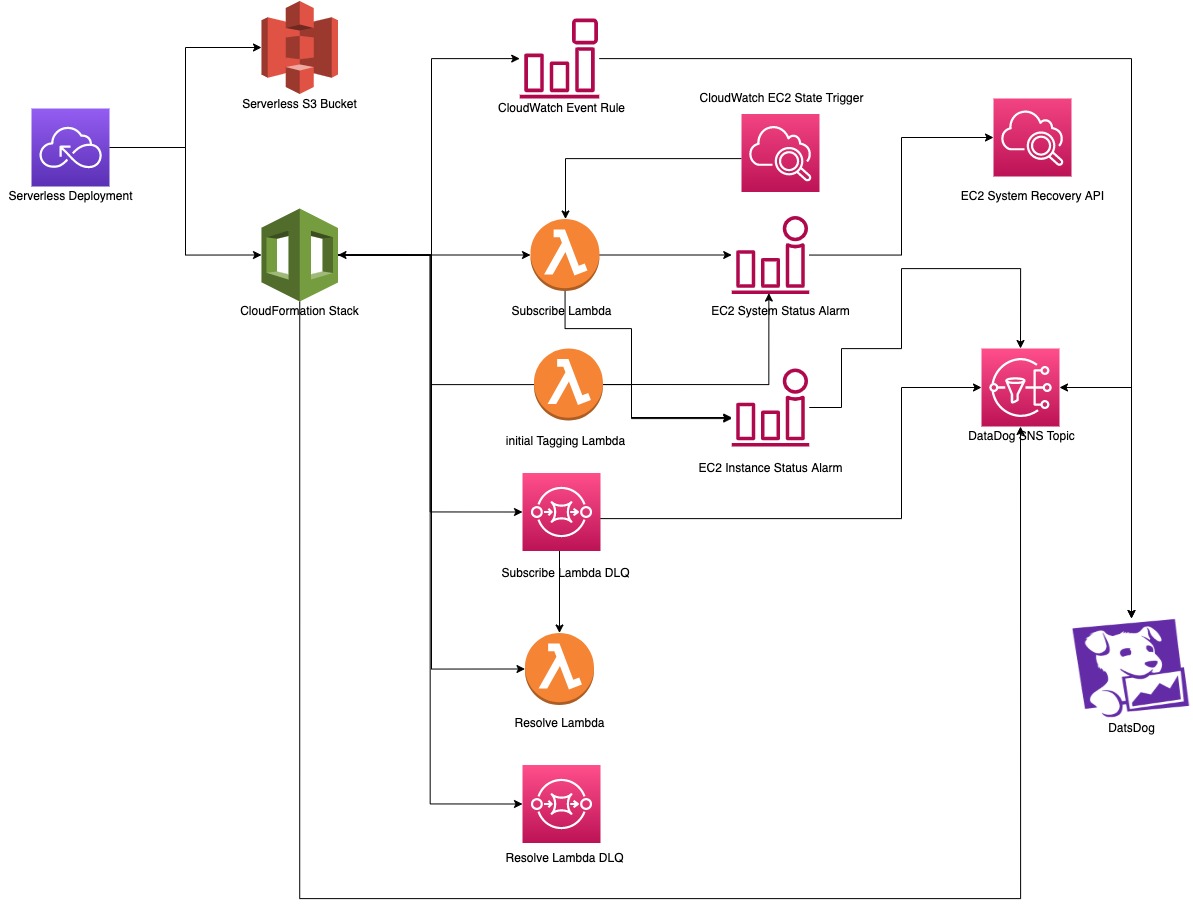 Serverless S3 Bucket
CloudWatch Event Rule
CloudWatch EC2 State Trigger
Serverless Deployment
EC2 System Recovery API
CloudFormation Stack
Subscribe Lambda
EC2 System Status Alarm
initial Tagging Lambda
EC2 Instance Status Alarm
DataDog SNS Topic
Subscribe Lambda DLQ
Resolve Lambda
DatsDog
Resolve Lambda DLQ